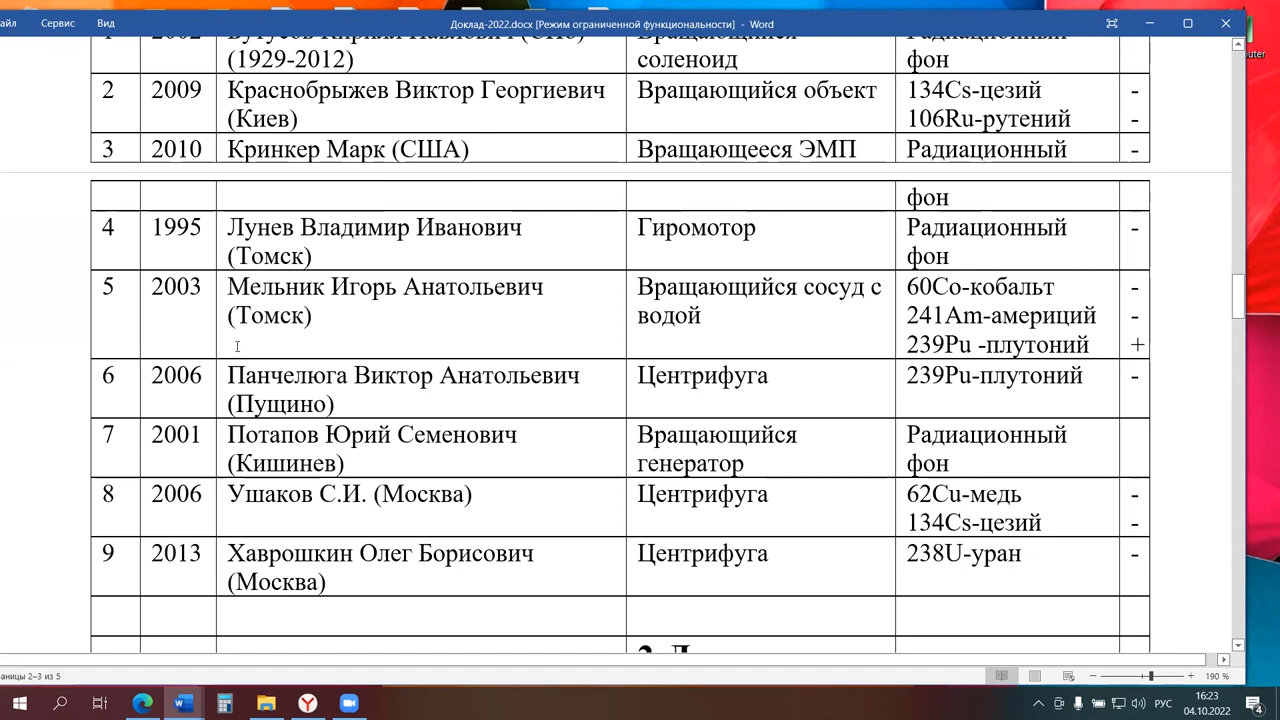 айл Сервис Вид Доклад-2022.docx [Режим ограниченной функциональности] - Word
(1929-2012) соленоид фон
2 2009 Краснобрыжев Виктор Георгиевич Вращающийся объект 134Cs-цезий -
(Киев) 106Ru-рутений -
3 2010 Кринкер Марк (США) Вращающееся ЭМП Радиационный -
фон
4 1995 Лунев Владимир Иванович Гиромотор Радиационный -
(Томск) фон
5 2003 Мельник Игорь Анатольевич Вращающийся сосуд с 60Co-кобальт -
(Томск) водой 241Am-америций -
239Pu -плутоний +
6 2006 Панчелюга Виктор Анатольевич Центрифуга 239Pu-плутоний -
(Пущино)
7 2001 Потапов Юрий Семенович Вращающийся Радиационный
(Кишинев) генератор фон
8 2006 Ушаков С.И. (Москва) Центрифуга 62Cu-медь -
134Cs-цезий -
9 2013 Хаврошкин Олег Борисович Центрифуга 238U-уран -
(Москва)
аницы 2–3 из 5 190 %
РУС 16:23
04.10.2022 4